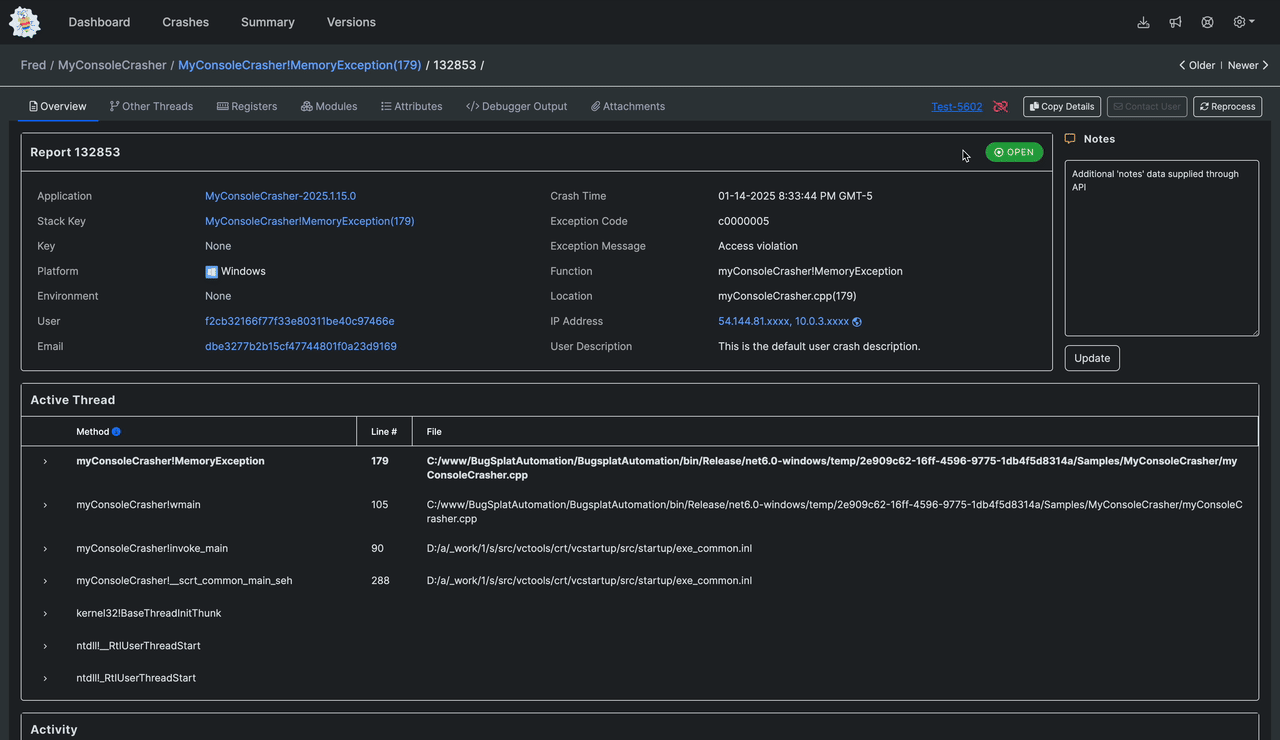 Dashboard Crashes Summary Versions
Fred / MyConsoleCrasher / MyConsoleCrasher!MemoryException(179) / 132853 /
Older | Newer
Overview Other Threads Registers Modules Attributes </> Debugger Output Attachments
Test-5602 Copy Details Contact User Reprocess
Report 132853
OPEN
Application MyConsoleCrasher-2025.1.15.0
Stack Key MyConsoleCrasher!MemoryException(179)
Key None
Platform Windows
Environment None
User f2cb32166f77f33e80311be40c97466e
Email dbe3277b2b15cf47744801f0a23d9169
Crash Time 01-14-2025 8:33:44 PM GMT-5
Exception Code c0000005
Exception Message Access violation
Function myConsoleCrasher!MemoryException
Location myConsoleCrasher.cpp(179)
IP Address 54.144.81.xxxx, 10.0.3.xxxx
User Description This is the default user crash description.
Notes
Additional 'notes' data supplied through
API
Update
Active Thread
Method Line # File
myConsoleCrasher!MemoryException 179 C:/www/BugSplatAutomation/BugsplatAutomation/bin/Release/net6.0-windows/temp/2e909c62-16ff-4596-9775-1db4f5d8314a/Samples/MyConsoleCrasher/my
ConsoleCrasher.cpp
myConsoleCrasher!wmain 105 C:/www/BugSplatAutomation/BugsplatAutomation/bin/Release/net6.0-windows/temp/2e909c62-16ff-4596-9775-1db4f5d8314a/Samples/MyConsoleCrasher/myConsoleC
rasher.cpp
myConsoleCrasher!invoke_main 90 D:/a/_work/1/s/src/vctools/crt/vcstartup/src/startup/exe_common.inl
myConsoleCrasher!__scrt_common_main_seh 288 D:/a/_work/1/s/src/vctools/crt/vcstartup/src/startup/exe_common.inl
kernel32!BaseThreadInitThunk
ntdll!__RtlUserThreadStart
ntdll!_RtlUserThreadStart
Activity